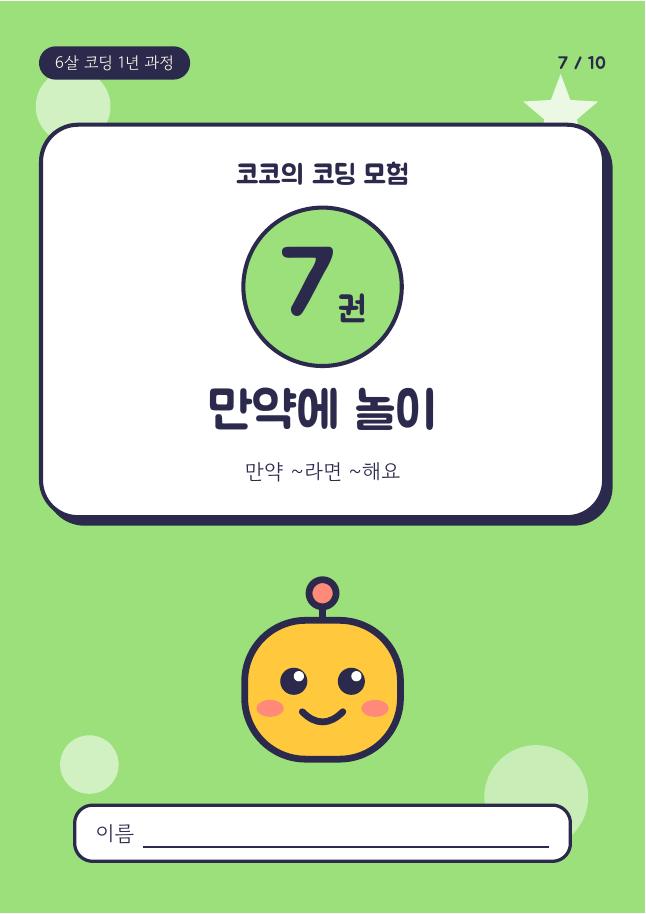 6살 코딩 1년 과정
7 / 10
코코의 코딩 모험
7권
만약에 놀이
만약 ~라면 ~해요
이름